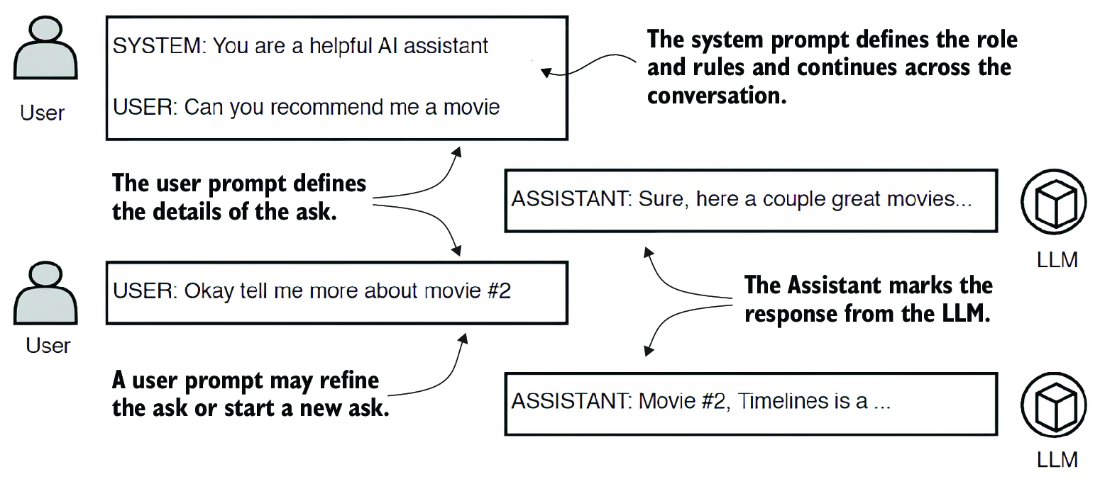 SYSTEM: You are a helpful AI assistant
USER: Can you recommend me a movie
User
The system prompt defines the role
and rules and continues across the
conversation.
The user prompt defines
the details of the ask.
ASSISTANT: Sure, here a couple great movies...
LLM
USER: Okay tell me more about movie #2
User
The Assistant marks the
response from the LLM.
A user prompt may refine
the ask or start a new ask.
ASSISTANT: Movie #2, Timelines is a ...
LLM